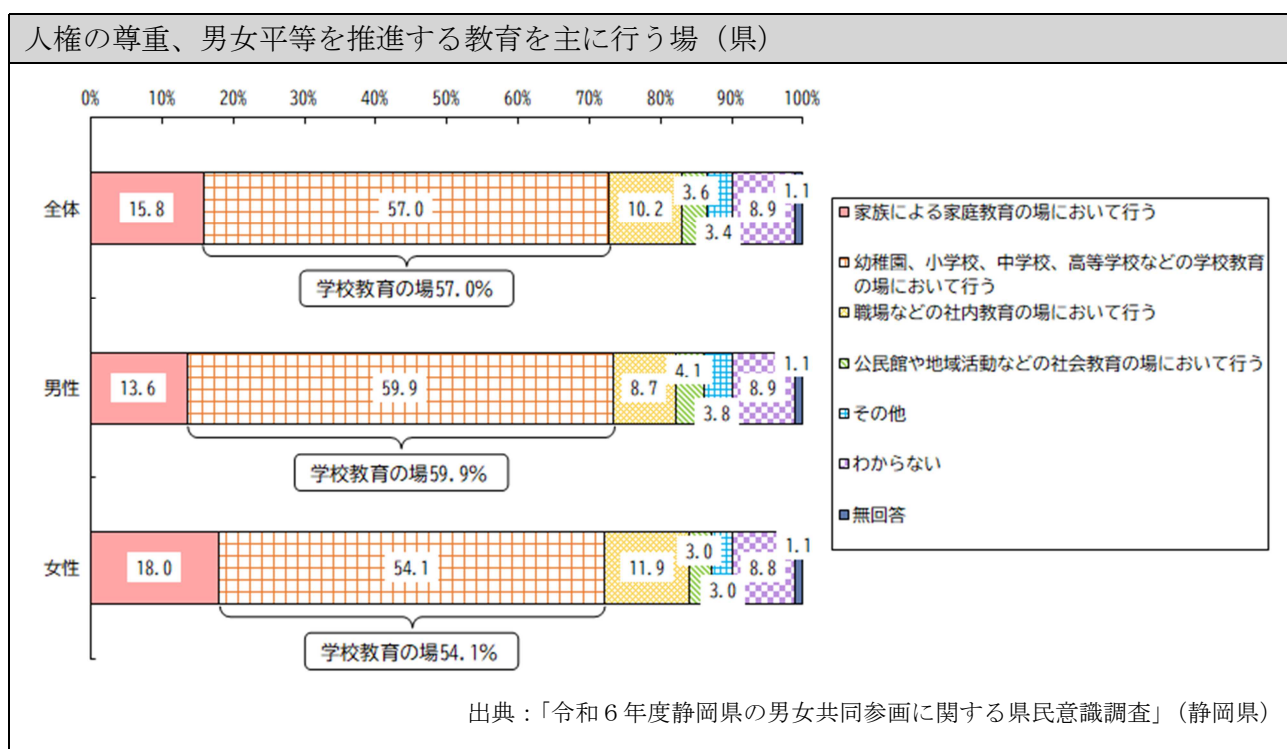 人権の尊重、男女平等を推進する教育を主に行う場（県）
0% 10% 20% 30% 40% 50% 60% 70% 80% 90% 100%
全体 15.8 57.0 10.2 3.6 3.4 8.9 1.1
学校教育の場57.0%
男性 13.6 59.9 8.7 4.1 3.8 8.9 1.1
学校教育の場59.9%
女性 18.0 54.1 11.9 3.0 3.0 8.8 1.1
学校教育の場54.1%
家族による家庭教育の場において行う
幼稚園、小学校、中学校、高等学校などの学校教育
の場において行う
職場などの社内教育の場において行う
公民館や地域活動などの社会教育の場において行う
その他
わからない
無回答
出典：「令和６年度静岡県の男女共同参画に関する県民意識調査」（静岡県）